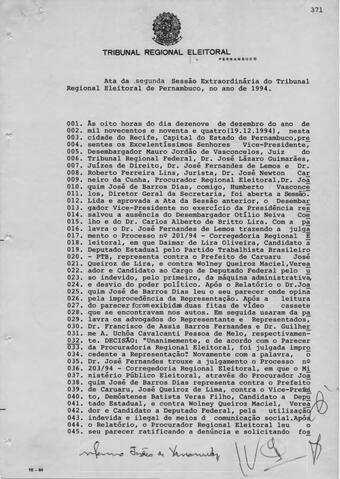 371
TRIBUNAL REGIONAL ELEITORAL
PERNAMBUCO
Ata da segunda Sessão Extraordinária do Tribunal
Regional Eleitoral de Pernambuco, no ano de 1994.
001. Às oito horas do dia dezenove de dezembro do ano de
002. mil novecentos e noventa e quatro(19.12.1994), nesta
003. cidade do Recife, Capital do Estado de Pernambuco,pre
004. sentes os Excelentíssimos Senhores Vice-Presidente,
005. Desembargador Mauro Jordão de Vasconcelos, Juiz do
006. Tribunal Regional Federal, Dr. José Lázaro Guimarães,
007. Juízes de Direito, Dr. José Fernandes de Lemos e Dr.
008. Roberto Ferreira Lins, Jurista, Dr. José Newton Car
009. neiro da Cunha, Procurador Regional Eleitoral,Dr.Joa
010. quim José de Barros Dias, comigo, Humberto Vasconce
011. los, Diretor Geral da Secretaria, foi aberta a Sessão.
012. Lida e aprovada a Ata da Sessão anterior, o Desembar
013. gador Vice-Presidente no exercício da Presidência res
014. salvou a ausência do Desembargador Otílio Neiva Coe
015. lho e do Dr. Carlos Alberto de Britto Lira. Com a pa
016. lavra o Dr. José Fernandes de Lemos trazendo a julga
017. mento o Processo nº 201/94 - Corregedoria Regional E
018. leitoral, em que Daimar de Lira Oliveira, Candidato a
019. Deputado Estadual pelo Partido Trabalhista Brasileiro
020. - PTB, representa contra o Prefeito de Caruaru José
021. Queiroz de Lima, e contra Wolney Queiroz Maciel,Verea
022. ador e Candidato ao Cargo de Deputado Federal pelo u
023. so indevido, pelo primeiro, da máquina administrativa,
024. e desvio do poder político. Após o Relatório o Dr.Joa
025. quim José de Barros Dias leu o seu parecer onde opina
026. pela improcedência da Representação. Após a leitura
027. do parecer foram exibidas duas fitas de vídeo cassete
028. que se encontravam nos autos. Em seguida usaram da pa
029. lavra os advogados do Representante e Representados,
030. Dr. Francisco de Assis Barros Fernandes e Dr. Guilher
031. me A. Uchôa Cavalcanti Pessoa de Melo, respectivamen-
032. te. DECISÃO: "Unanimemente, e de acordo com o Parecer
033. da Procuradoria Regional Eleitoral, foi julgada impro
034. cedente a Representação". Novamente com a palavra, o
035. Dr. José Fernandes trouxe a julgamento o Processo nº
036. 203/94 - Corregedoria Regional Eleitoral, em que o Mi
037. nistério Público Eleitoral, através do Procurador Joa
038. quim José de Barros Dias representa contra o Prefeito
039. de Caruaru, José Queiroz de Lima, contra o Vice-Prefei
040. to, Demóstenes Batista Veras Filho, Candidato a Depu
041. tado Estadual, e contra Wolney Queiroz Maciel, Verea
042. dor e Candidato a Deputado Federal, pela utilização
043. indevida e ilegal de meios de comunicação social.Após
044. o Relatório, o Procurador Regional Eleitoral leu o
045. seu parecer ratificando a denúncia e solicitando fos